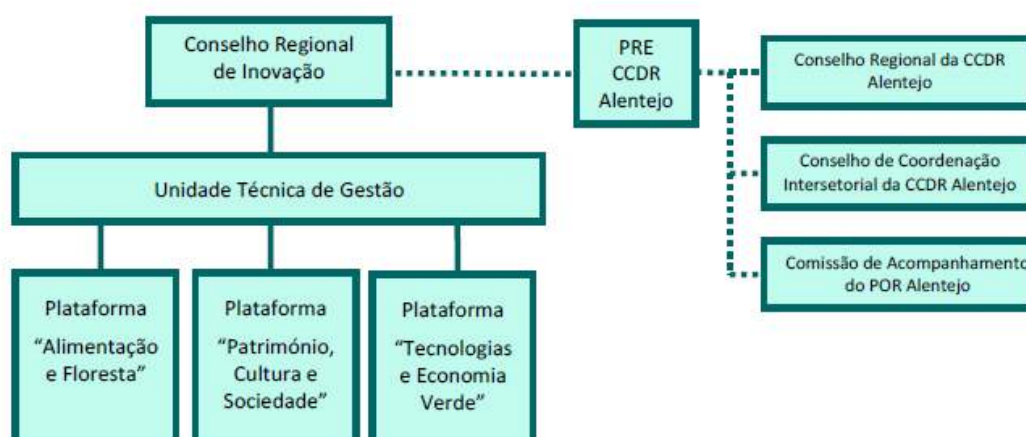 Conselho Regional
de Inovação
PRE
CCDR
Alentejo
Conselho Regional da CCDR
Alentejo
Conselho de Coordenação
Intersetorial da CCDR Alentejo
Comissão de Acompanhamento
do POR Alentejo
Unidade Técnica de Gestão
Plataforma
“Alimentação
e Floresta”
Plataforma
“Património,
Cultura e
Sociedade”
Plataforma
“Tecnologias
e Economia
Verde”